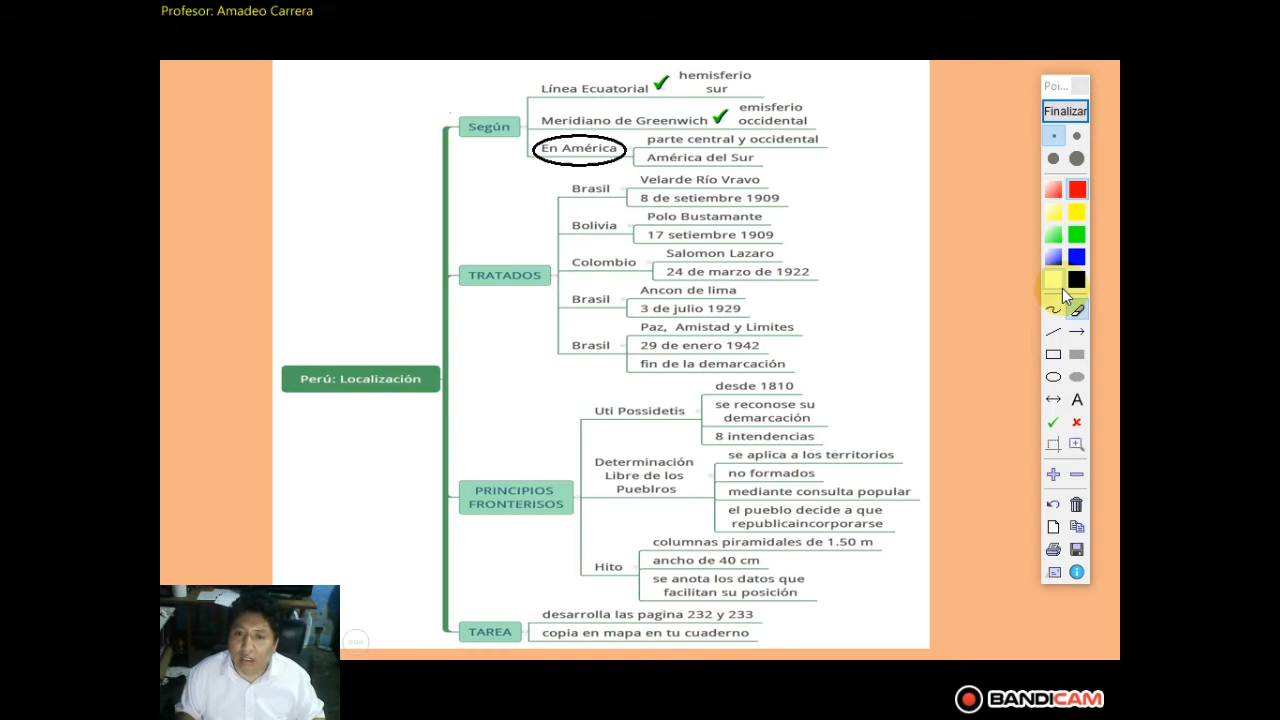 Profesor: Amadeo Carrera
Perú: Localización
Según
Línea Ecuatorial
hemisferio
sur
Meridiano de Greenwich
emisferio
occidental
En América
parte central y occidental
América del Sur
TRATADOS
Brasil
Velarde Río Vravo
8 de setiembre 1909
Bolivia
Polo Bustamante
17 setiembre 1909
Colombio
Salomon Lazaro
24 de marzo de 1922
Brasil
Ancon de lima
3 de julio 1929
Brasil
Paz, Amistad y Limites
29 de enero 1942
fin de la demarcación
PRINCIPIOS
FRONTERISOS
Uti Possidetis
desde 1810
se reconose su
demarcación
8 intendencias
Determinación
Libre de los
Pueblros
se aplica a los territorios
no formados
mediante consulta popular
el pueblo decide a que
republicaincorporarse
Hito
columnas piramidales de 1.50 m
ancho de 40 cm
se anota los datos que
facilitan su posición
TAREA
desarrolla las pagina 232 y 233
copia en mapa en tu cuaderno
Poi...
Finalizar
A
BANDICAM